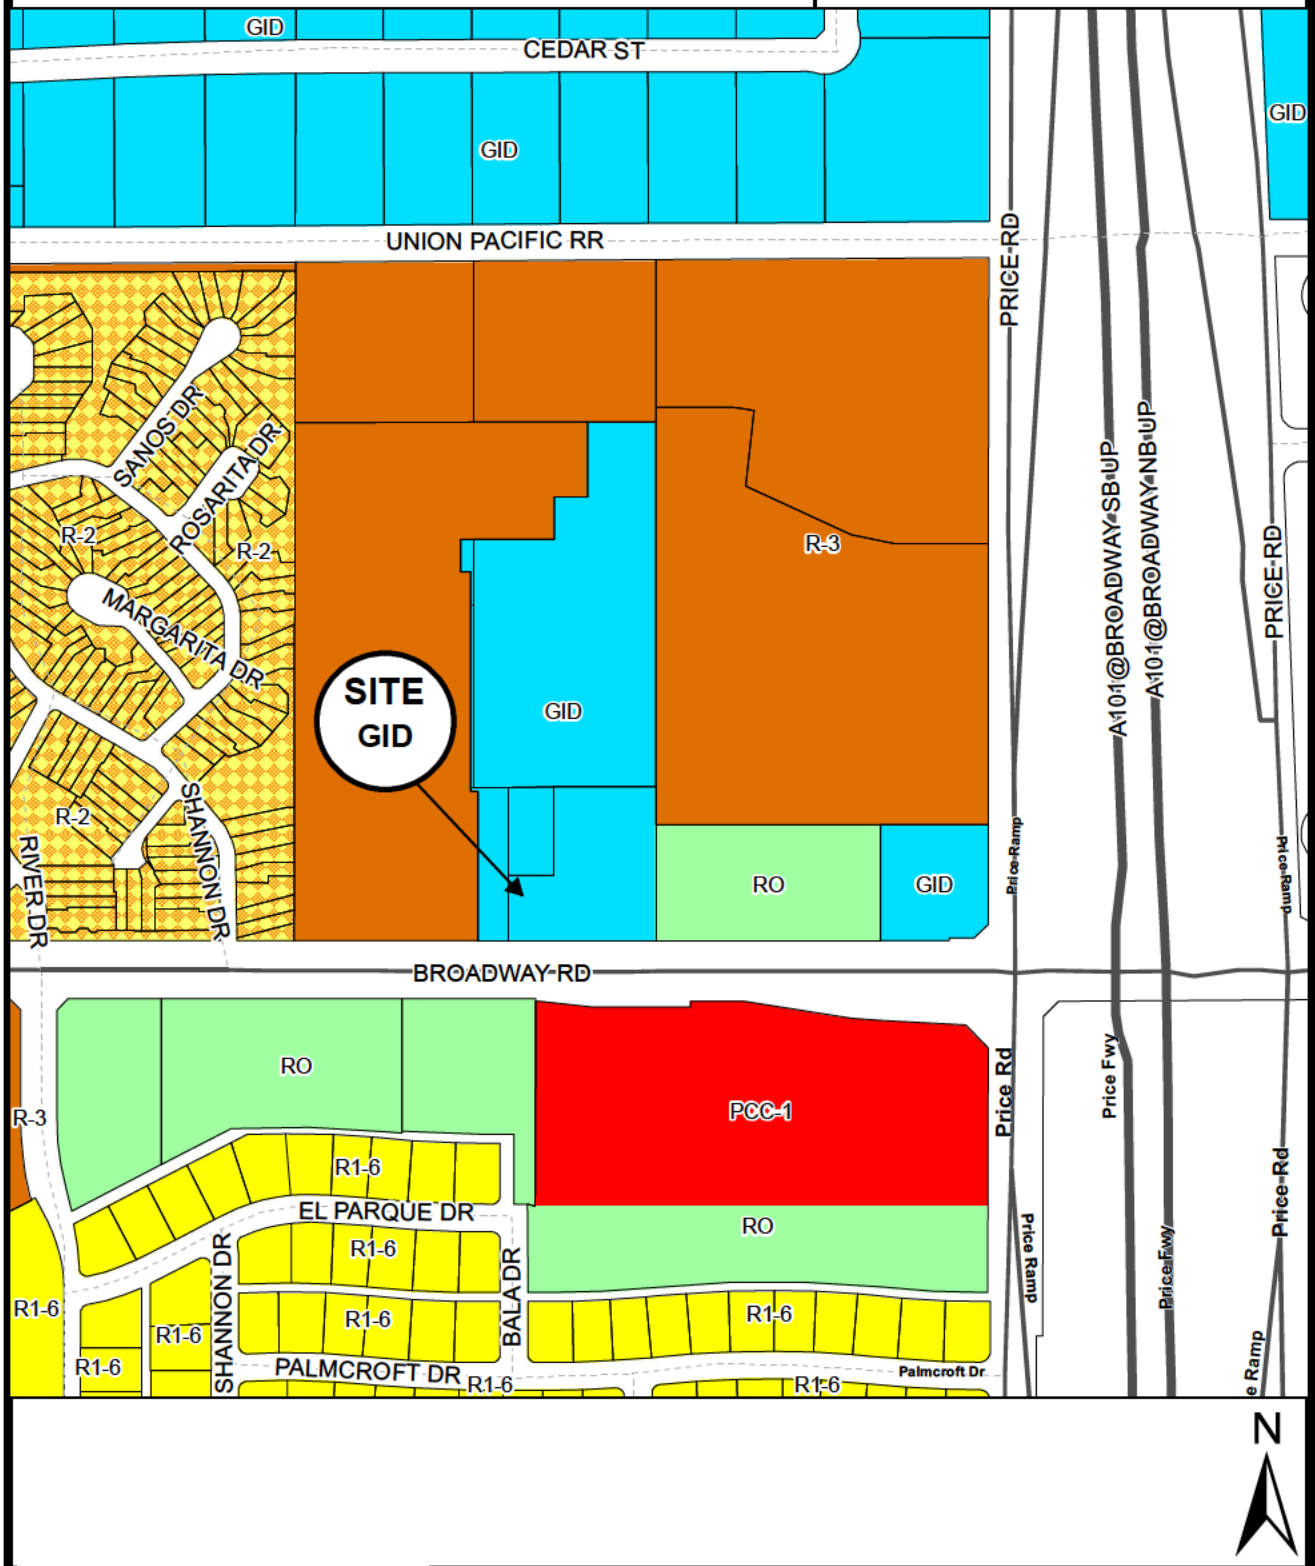 GID
CEDAR ST
GID
GID
UNION PACIFIC RR
PRICE RD
SANOS DR
ROSARITA DR
R-2
R-2
R-3
MARGARITA DR
A101@BROADWAY SB UP
A101@BROADWAY NB UP
PRICE RD
SITE
GID
GID
R-2
SHANNON DR
RIVER DR
RO
GID
Price Ramp
Price Ramp
BROADWAY RD
RO
PCC-1
Price Rd
Price Fwy
R-3
R1-6
EL PARQUE DR
RO
Price Rd
R1-6
SHANNON DR
BALA DR
Price Ramp
Price Fwy
R1-6
R1-6
R1-6
R1-6
R1-6
PALMCROFT DR
R1-6
Palmcroft Dr
R1-6
e Ramp
N